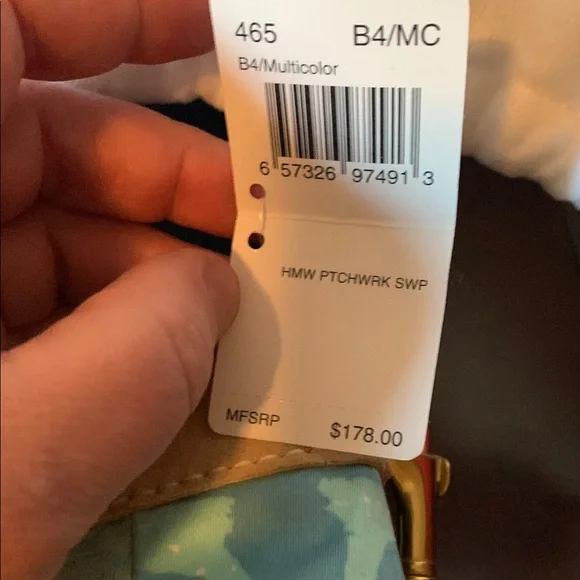 465 B4/MC
B4/Multicolor
6 57326 97491 3
HMW PTCHWRK SWP
MFSRP $178.00